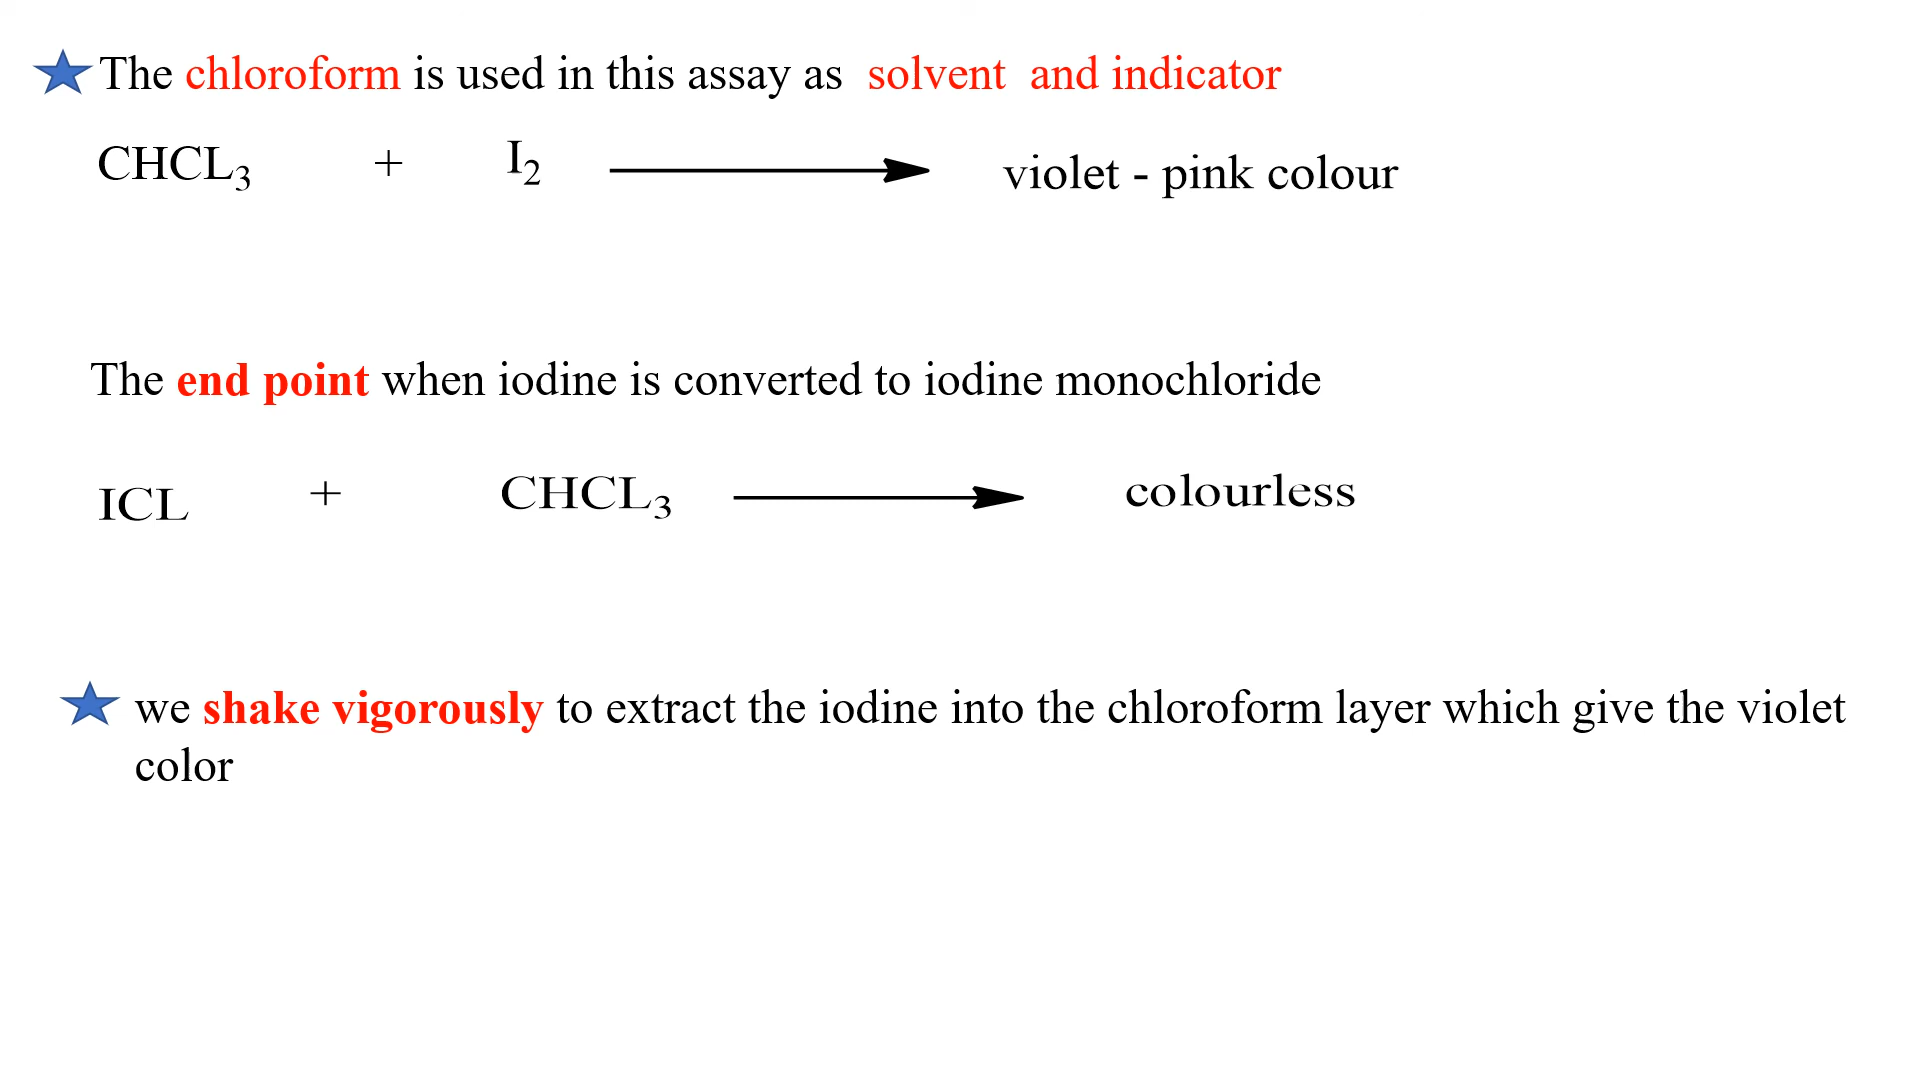 The chloroform is used in this assay as solvent and indicator
CHCL3 + I2 violet - pink colour
The end point when iodine is converted to iodine monochloride
ICL + CHCL3 colourless
we shake vigorously to extract the iodine into the chloroform layer which give the violet
color